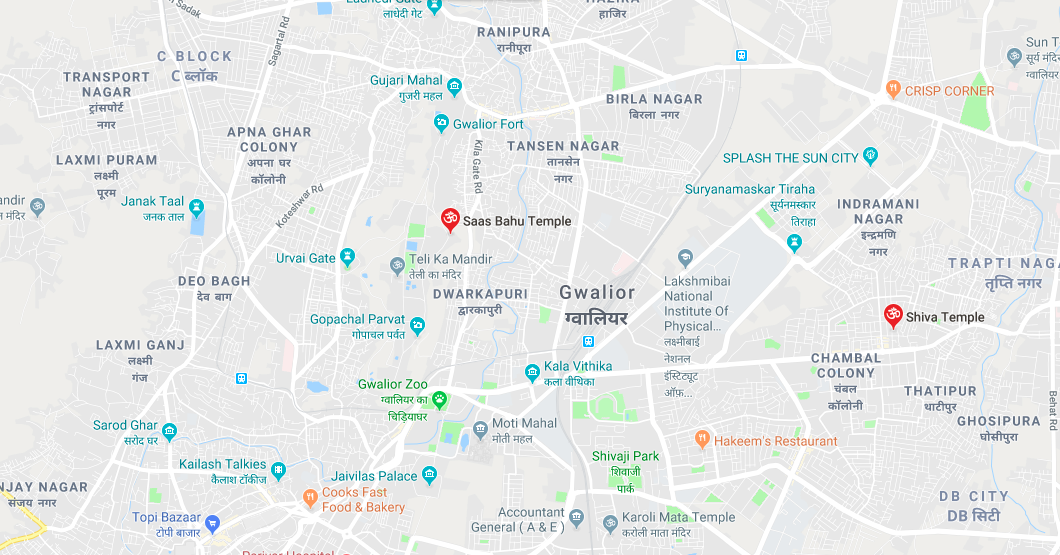 Sadak
लाधेदी गेट
RANIPURA
रानीपूरा
हाजिर
C BLOCK
C ब्लॉक
Sagartal Rd
TRANSPORT
NAGAR
ट्रांसपोर्ट
नगर
Gujari Mahal
गुजरी महल
Gwalior Fort
BIRLA NAGAR
बिरला नगर
CRISP CORNER
Sun T
सूर्य मंदिर
ग्वालियर
APNA GHAR
COLONY
अपना घर
कॉलोनी
LAXMI PURAM
लक्ष्मी
पूरम
Kila Gate Rd
TANSEN NAGAR
तानसेन
नगर
SPLASH THE SUN CITY
Suryanamaskar Tiraha
सूर्यनमस्कार
तिराहा
INDRAMANI
NAGAR
इन्द्रमणि
नगर
andir
न मंदिर
Janak Taal
जनक ताल
Koteshwar Rd
Saas Bahu Temple
Urvai Gate
Teli Ka Mandir
तेली का मंदिर
DEO BAGH
देव बाग
DWARKAPURI
द्वारकापुरी
Gwalior
ग्वालियर
Lakshmibai
National
Institute Of
Physical...
लक्ष्मीबाई
नेशनल
इंस्टिट्यूट
ऑफ़...
TRAPTI NAGA
तृप्ति नगर
Shiva Temple
Gopachal Parvat
गोपाचल पर्वत
LAXMI GANJ
लक्ष्मी
गंज
Kala Vithika
कला वीथिका
CHAMBAL
COLONY
चंबल
कॉलोनी
Gwalior Zoo
ग्वालियर का
चिड़ियाघर
THATIPUR
थाटीपुर
Behat Rd
GHOSIPURA
घोसीपुरा
Sarod Ghar
सरोद घर
Moti Mahal
मोती महल
Hakeem's Restaurant
Shivaji Park
शिवाजी
पार्क
Kailash Talkies
कैलाश टॉकीज
Jaivilas Palace
NJAY NAGAR
संजय नगर
Cooks Fast
Food & Bakery
DB CITY
DB सिटी
Topi Bazaar
टोपी बाजार
Accountant
General ( A & E )
Karoli Mata Temple
करोली माता मंदिर